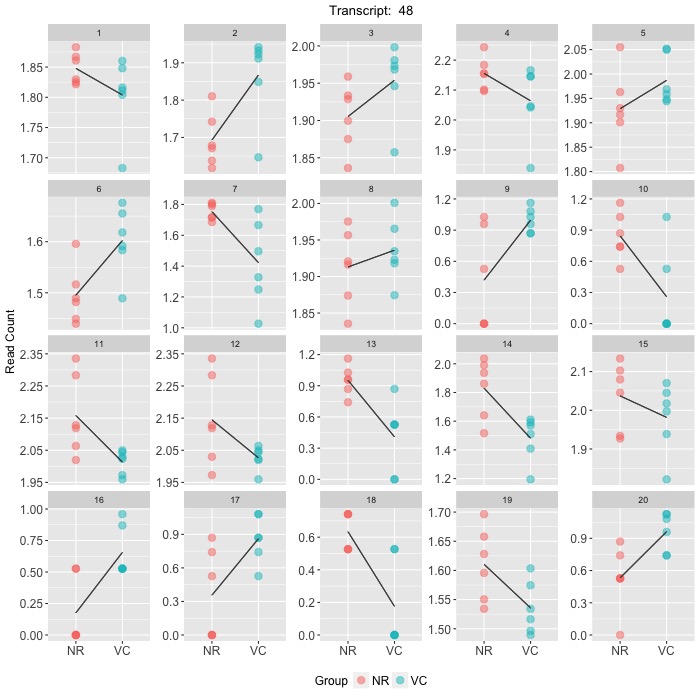 Transcript: 48
1 2 3 4 5
1.85 1.80 1.75 1.70
1.9 1.8 1.7
2.00 1.95 1.90 1.85
2.2 2.1 2.0 1.9
2.05 2.00 1.95 1.90 1.85 1.80
6 7 8 9 10
1.6 1.5
1.8 1.6 1.4 1.2 1.0
2.00 1.95 1.90 1.85
1.2 0.9 0.6 0.3 0.0
1.2 0.9 0.6 0.3 0.0
Read Count
11 12 13 14 15
2.35 2.25 2.15 2.05 1.95
2.35 2.25 2.15 2.05 1.95
1.2 0.9 0.6 0.3 0.0
2.0 1.8 1.6 1.4 1.2
2.1 2.0 1.9
16 17 18 19 20
1.00 0.75 0.50 0.25 0.00
0.9 0.6 0.3 0.0
0.6 0.4 0.2 0.0
1.70 1.65 1.60 1.55 1.50
0.9 0.6 0.3 0.0
NR VC NR VC NR VC NR VC NR VC
Group NR VC